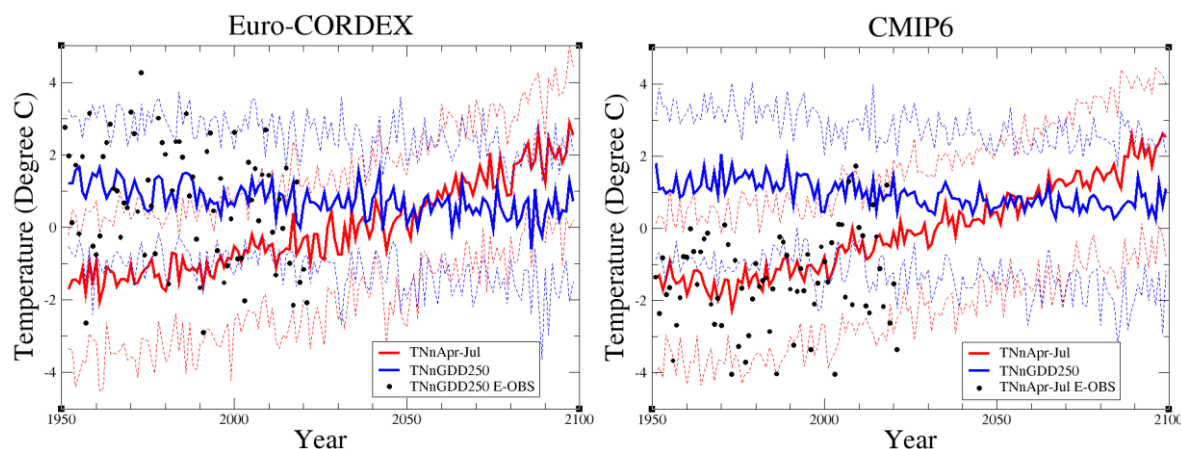 Euro-CORDEX
Temperature (Degree C)
4
2
0
-2
-4
TNnApr-Jul
TNnGDD250
TNnGDD250 E-OBS
1950
2000
2050
2100
Year
CMIP6
Temperature (Degree C)
4
2
0
-2
-4
TNnApr-Jul
TNnGDD250
TNnApr-Jul E-OBS
1950
2000
2050
2100
Year